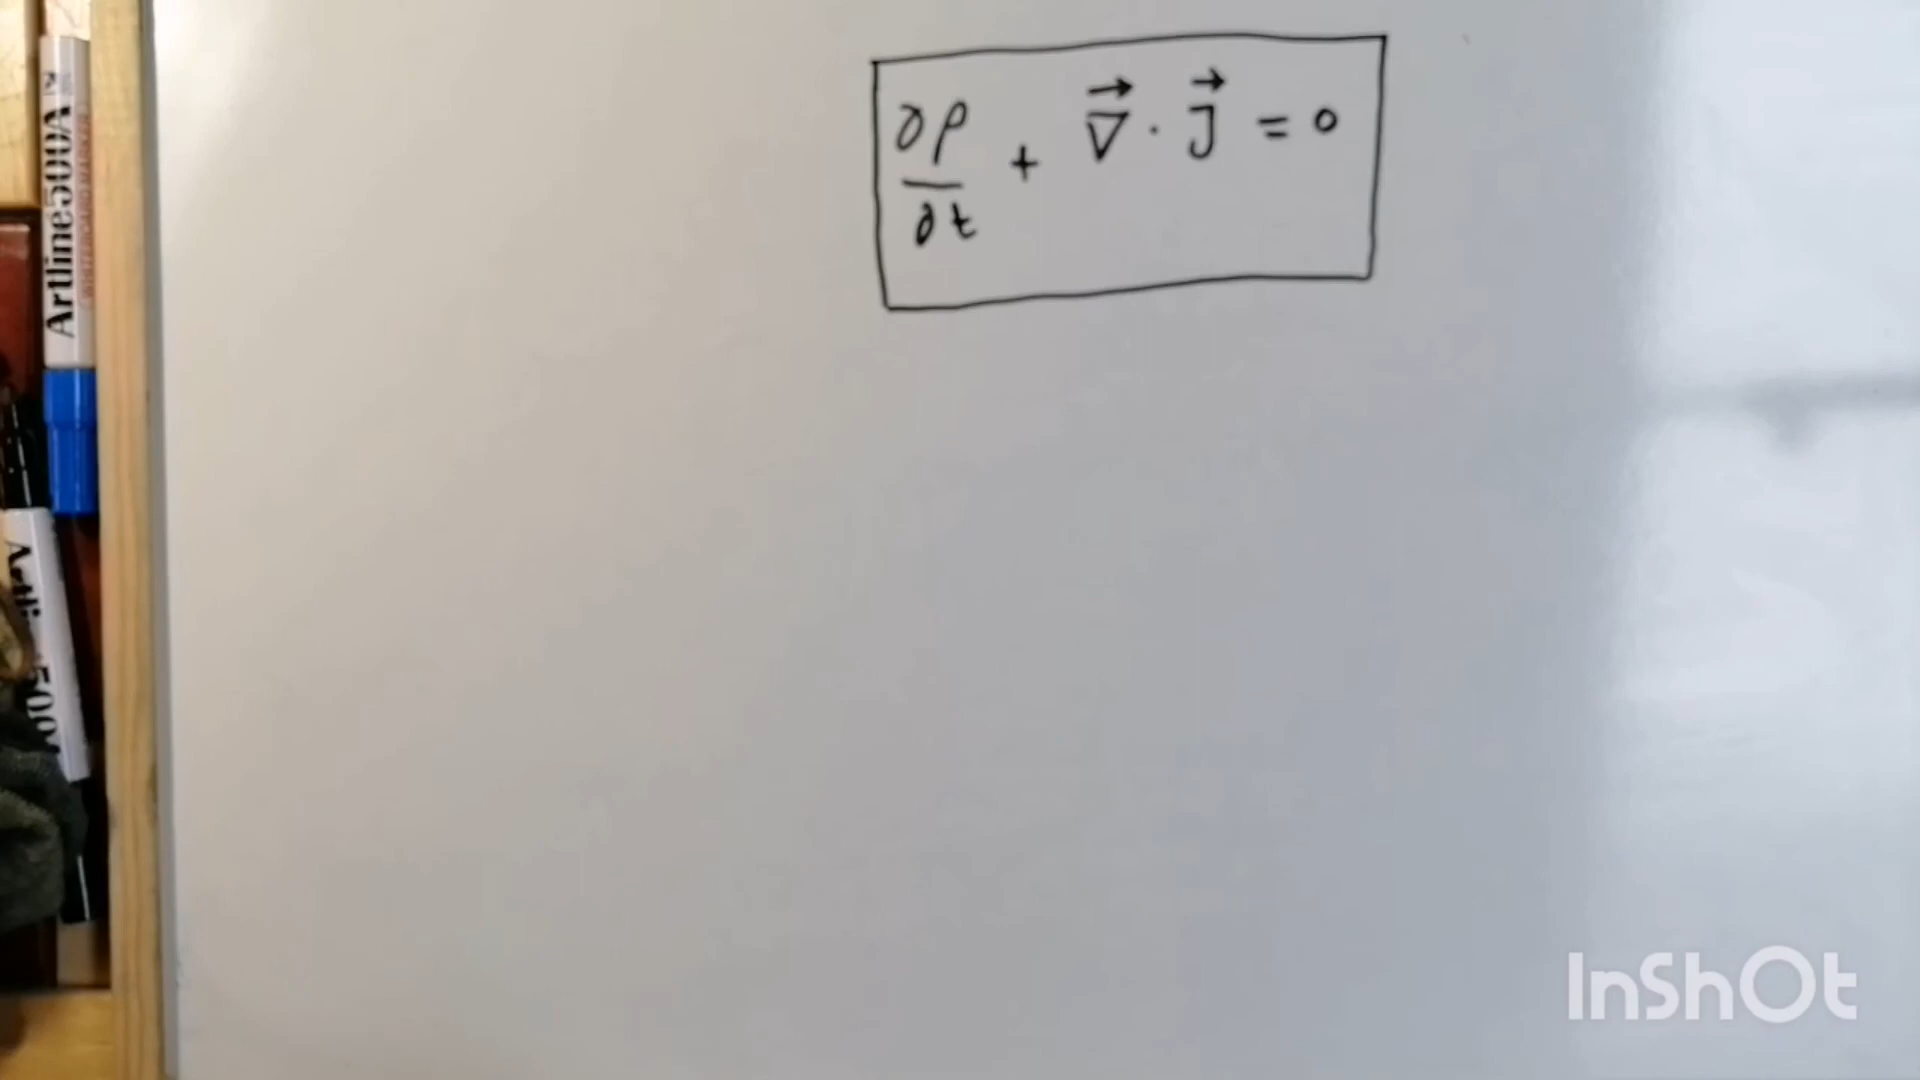 Artline500A
∂ρ/∂t + ∇⃗ · J⃗ = 0
InShOt